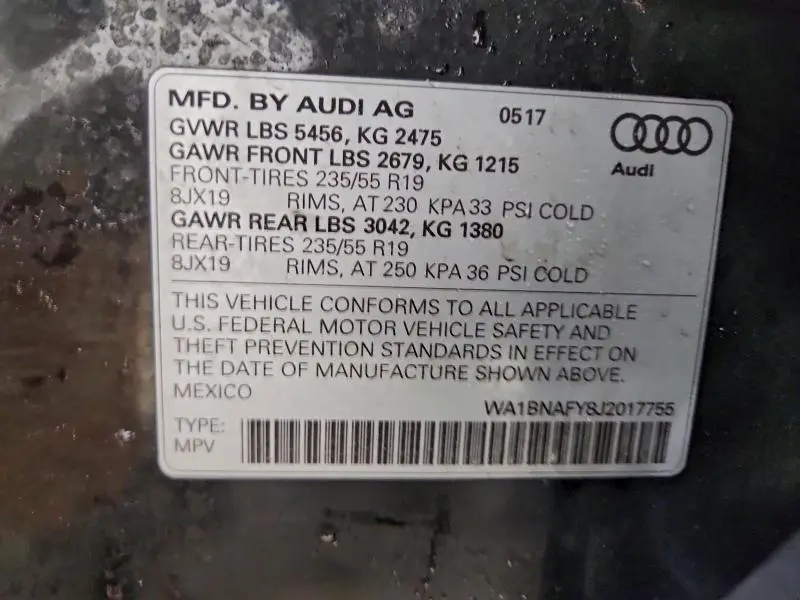 MFD. BY AUDI AG 0517
GVWR LBS 5456, KG 2475
GAWR FRONT LBS 2679, KG 1215
Audi
FRONT-TIRES 235/55 R19
8JX19 RIMS, AT 230 KPA 33 PSI COLD
GAWR REAR LBS 3042, KG 1380
REAR-TIRES 235/55 R19
8JX19 RIMS, AT 250 KPA 36 PSI COLD
THIS VEHICLE CONFORMS TO ALL APPLICABLE
U.S. FEDERAL MOTOR VEHICLE SAFETY AND
THEFT PREVENTION STANDARDS IN EFFECT ON
THE DATE OF MANUFACTURE SHOWN ABOVE.
MEXICO
WA1BNAFY8J2017755
TYPE:
MPV